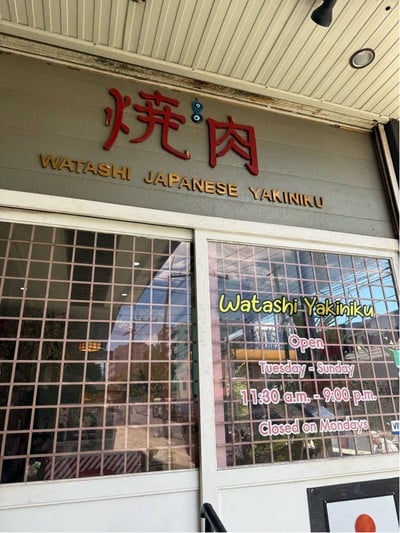 焼肉
WATASHI JAPANESE YAKINIKU
Watashi Yakiniku
Open
Tuesday - Sunday
11:30 a.m. - 9:00 p.m.
Closed on Mondays